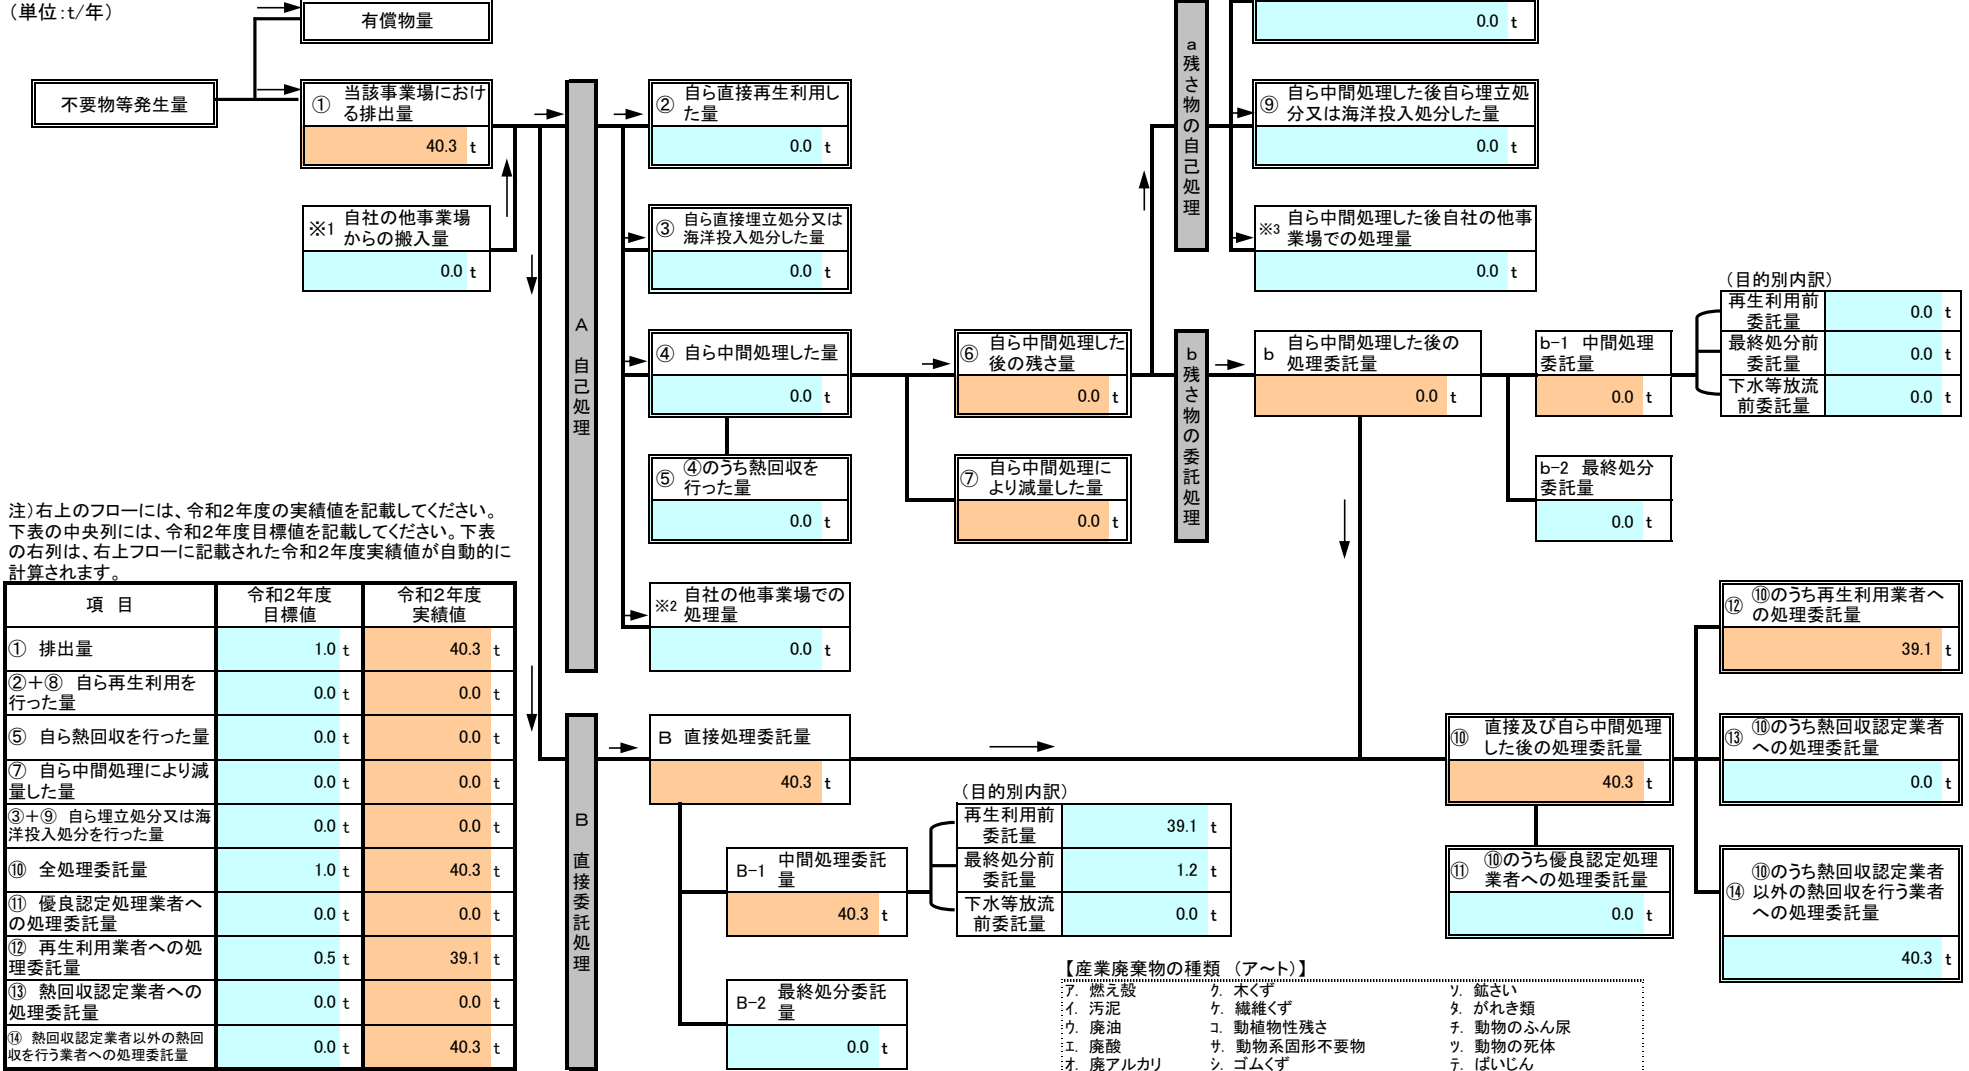 （単位：t/年）
有償物量
0.0 t
不要物等発生量
① 当該事業場におけ
る排出量
40.3 t
※1 自社の他事業場
からの搬入量
0.0 t
A 自己処理
② 自ら直接再生利用し
た量
0.0 t
③ 自ら直接埋立処分又は
海洋投入処分した量
0.0 t
④ 自ら中間処理した量
0.0 t
⑤ ④のうち熱回収を
行った量
0.0 t
※2 自社の他事業場での
処理量
0.0 t
⑥ 自ら中間処理した
後の残さ量
0.0 t
⑦ 自ら中間処理に
より減量した量
0.0 t
a 残さ物の自己処理
⑨ 自ら中間処理した後自ら埋立処
分又は海洋投入処分した量
0.0 t
※3 自ら中間処理した後自社の他事
業場での処理量
0.0 t
b 残さ物の委託処理
b 自ら中間処理した後の
処理委託量
0.0 t
b-1 中間処理
委託量
0.0 t
b-2 最終処分
委託量
0.0 t
（目的別内訳）
再生利用前
委託量
0.0 t
最終処分前
委託量
0.0 t
下水等放流
前委託量
0.0 t
注）右上のフローには、令和2年度の実績値を記載してください。
下表の中央列には、令和2年度目標値を記載してください。下表
の右列は、右上フローに記載された令和2年度実績値が自動的に
計算されます。
項 目
令和2年度
目標値
令和2年度
実績値
① 排出量 1.0 t 40.3 t
②＋⑧ 自ら再生利用を
行った量 0.0 t 0.0 t
⑤ 自ら熱回収を行った量 0.0 t 0.0 t
⑦ 自ら中間処理により減
量した量 0.0 t 0.0 t
③＋⑨ 自ら埋立処分又は海
洋投入処分を行った量 0.0 t 0.0 t
⑩ 全処理委託量 1.0 t 40.3 t
⑪ 優良認定処理業者へ
の処理委託量 0.0 t 0.0 t
⑫ 再生利用業者への処
理委託量 0.5 t 39.1 t
⑬ 熱回収認定業者への
処理委託量 0.0 t 0.0 t
⑭ 熱回収認定業者以外の熱回
収を行う業者への処理委託量 0.0 t 40.3 t
B 直接委託処理
B 直接処理委託量
40.3 t
B-1 中間処理委託
量
40.3 t
B-2 最終処分委託
量
0.0 t
（目的別内訳）
再生利用前
委託量
39.1 t
最終処分前
委託量
1.2 t
下水等放流
前委託量
0.0 t
⑩ 直接及び自ら中間処理
した後の処理委託量
40.3 t
⑪ ⑩のうち優良認定処理
業者への処理委託量
0.0 t
⑫ ⑩のうち再生利用業者へ
の処理委託量
39.1 t
⑬ ⑩のうち熱回収認定業者
への処理委託量
0.0 t
⑭ ⑩のうち熱回収認定業者
以外の熱回収を行う業者
への処理委託量
40.3 t
【産業廃棄物の種類 （ア～ト）】
ア. 燃え殻 ク. 木くず ソ. 鉱さい
イ. 汚泥 ケ. 繊維くず タ. がれき類
ウ. 廃油 コ. 動植物性残さ チ. 動物のふん尿
エ. 廃酸 サ. 動物系固形不要物 ツ. 動物の死体
オ. 廃アルカリ シ. ゴムくず テ. ばいじん